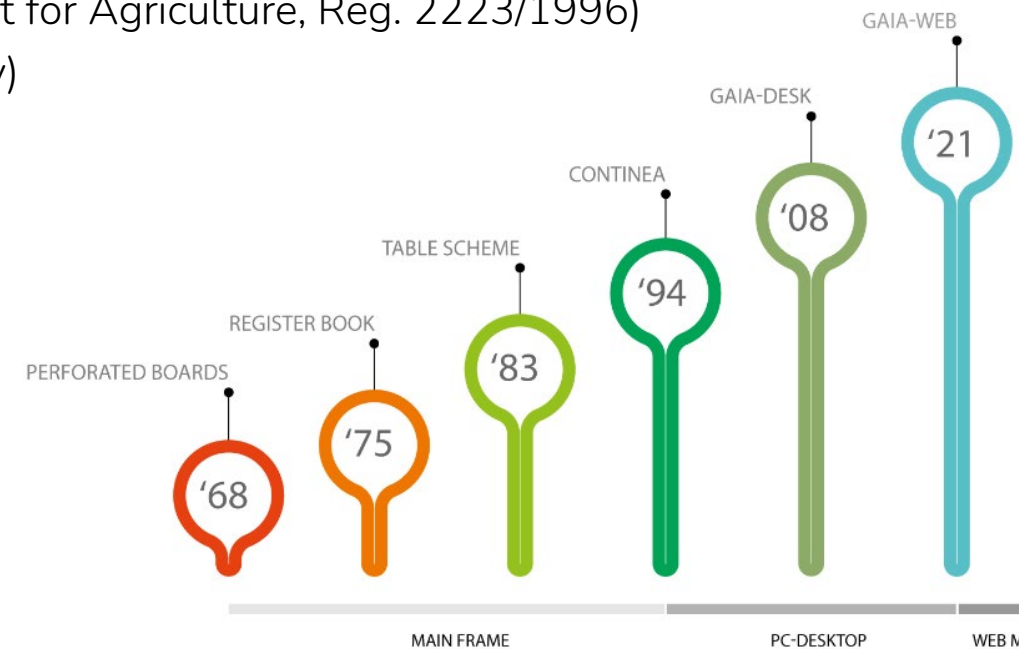 t for Agriculture, Reg. 2223/1996)
)
GAIA-WEB
GAIA-DESK
‘21
CONTINEA
‘08
TABLE SCHEME
‘94
REGISTER BOOK
‘83
PERFORATED BOARDS
‘75
‘68
MAIN FRAME
PC-DESKTOP
WEB M